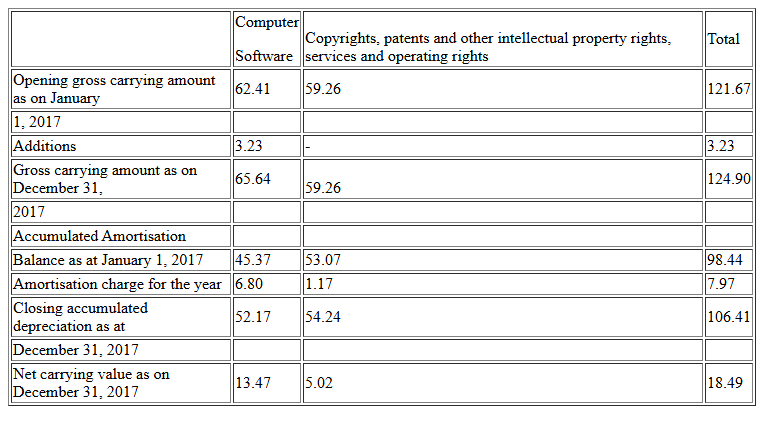 Computer
Software
Copyrights, patents and other intellectual property rights,
services and operating rights
Total
Opening gross carrying amount
as on January
62.41
59.26
121.67
1, 2017
Additions
3.23
-
3.23
Gross carrying amount as on
December 31,
65.64
59.26
124.90
2017
Accumulated Amortisation
Balance as at January 1, 2017
45.37
53.07
98.44
Amortisation charge for the year
6.80
1.17
7.97
Closing accumulated
depreciation as at
52.17
54.24
106.41
December 31, 2017
Net carrying value as on
December 31, 2017
13.47
5.02
18.49